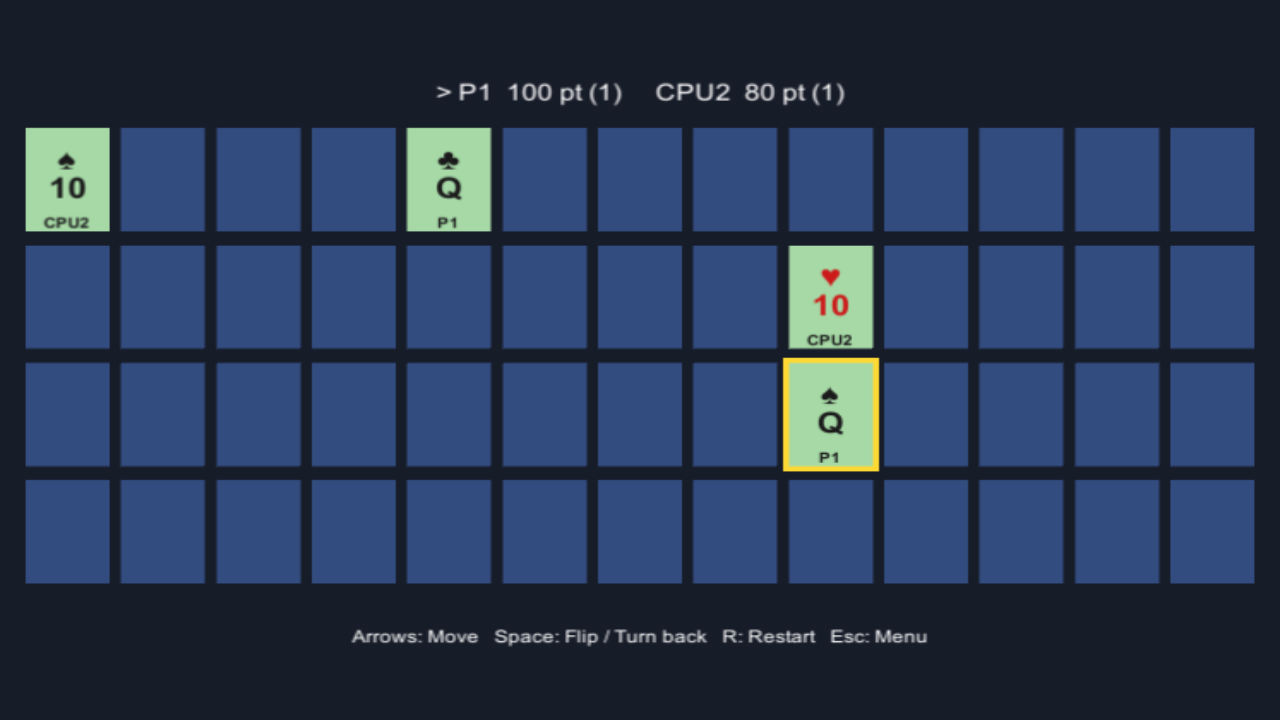 > P1 100 pt (1) CPU2 80 pt (1)
♠ ♣
10 Q
CPU2 P1
♥
10
CPU2
♠
Q
P1
Arrows: Move Space: Flip / Turn back R: Restart Esc: Menu